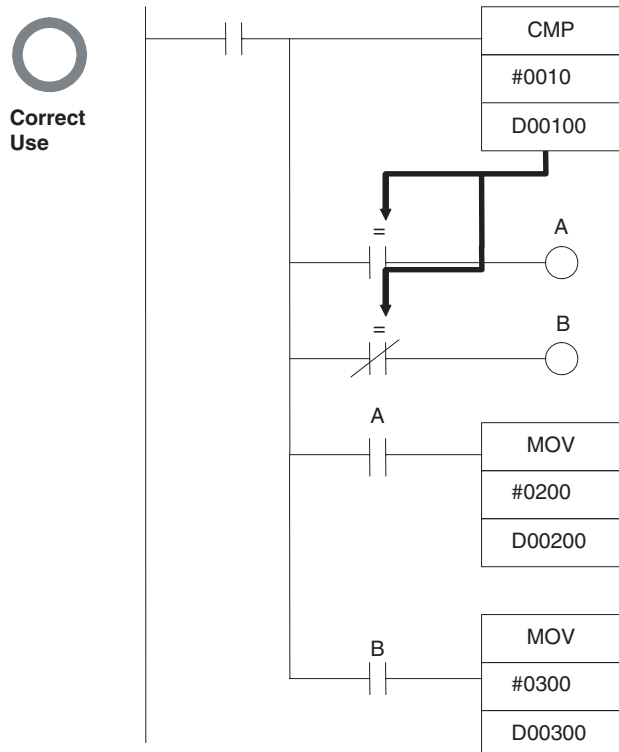 Correct
Use
CMP
#0010
D00100
=
A
=
B
A
MOV
#0200
D00200
B
MOV
#0300
D00300